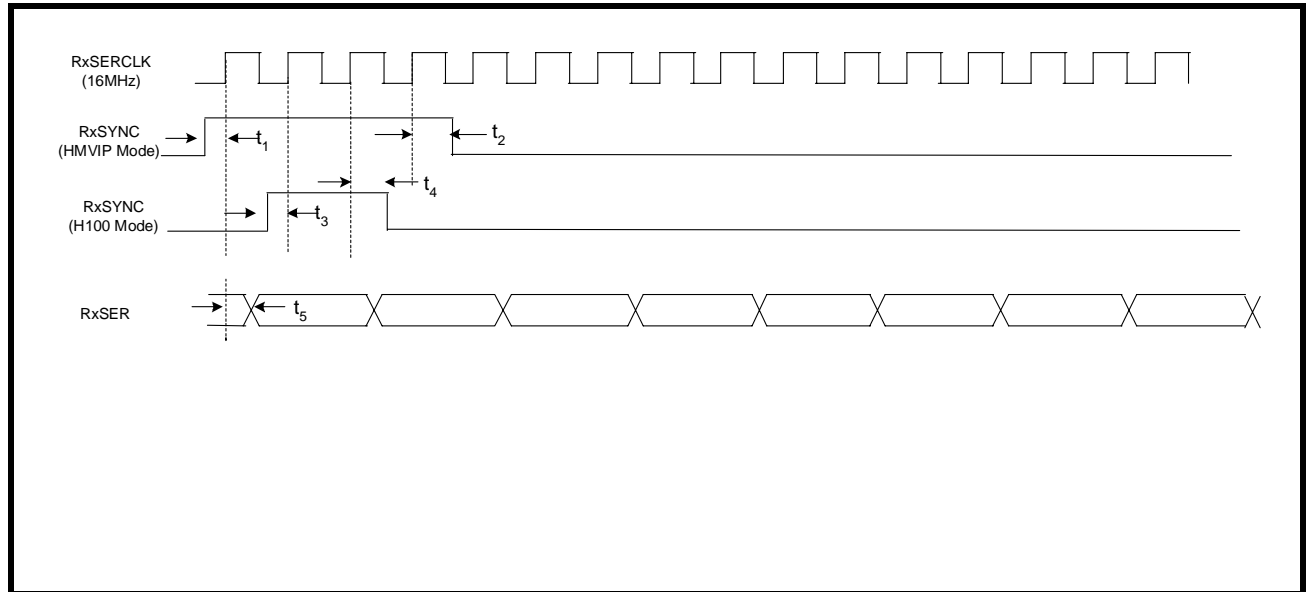 RxSERCLK
(16MHz)
RxSYNC
(HMVIP Mode)
t1
t2
RxSYNC
(H100 Mode)
t3
t4
RxSER
t5